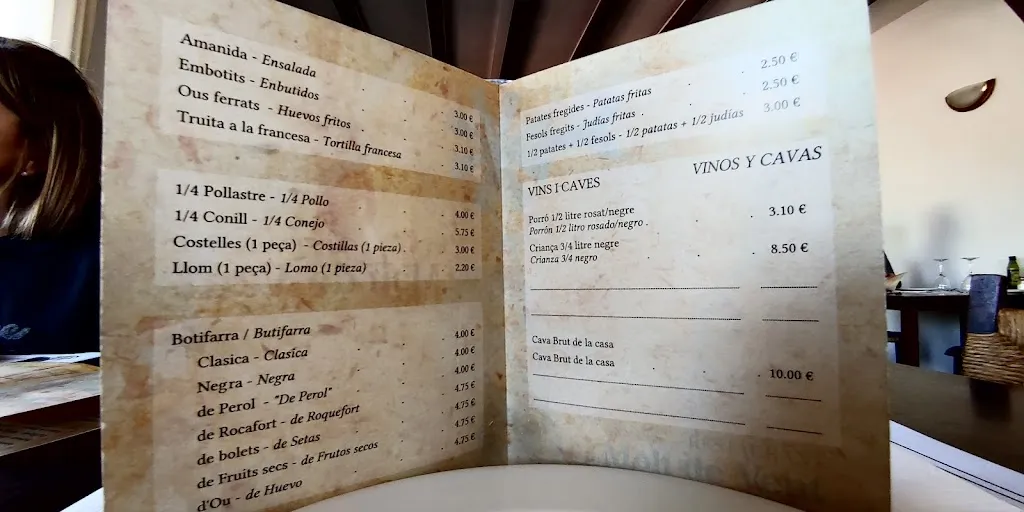 Amanida - Ensalada 3.00 €
Embotits - Enbutidos 3.00 €
Ous ferrats - Huevos fritos 3.10 €
Truita a la francesa - Tortilla francesa 3.10 €
1/4 Pollastre - 1/4 Pollo 4.00 €
1/4 Conill - 1/4 Conejo 5.75 €
Costelles (1 peça) - Costillas (1 pieza) 3.00 €
Llom (1 peça) - Lomo (1 pieza) 2.20 €
Botifarra / Butifarra
Clasica - Clasica 4.00 €
Negra - Negra 4.00 €
de Perol - "De Perol" 4.00 €
de Rocafort - de Roquefort 4.75 €
de bolets - de Setas 4.75 €
de Fruits secs - de Frutos secos 4.75 €
d'Ou - de Huevo 4.75 €
Patates fregides - Patatas fritas 2.50 €
Fesols fregits - Judías fritas 2.50 €
1/2 patates + 1/2 fesols - 1/2 patatas + 1/2 judías 3.00 €
VINS I CAVES VINOS Y CAVAS
Porró 1/2 litre rosat/negre 3.10 €
Porrón 1/2 litro rosado/negro
Criança 3/4 litre negre 8.50 €
Crianza 3/4 negro
Cava Brut de la casa
Cava Brut de la casa 10.00 €